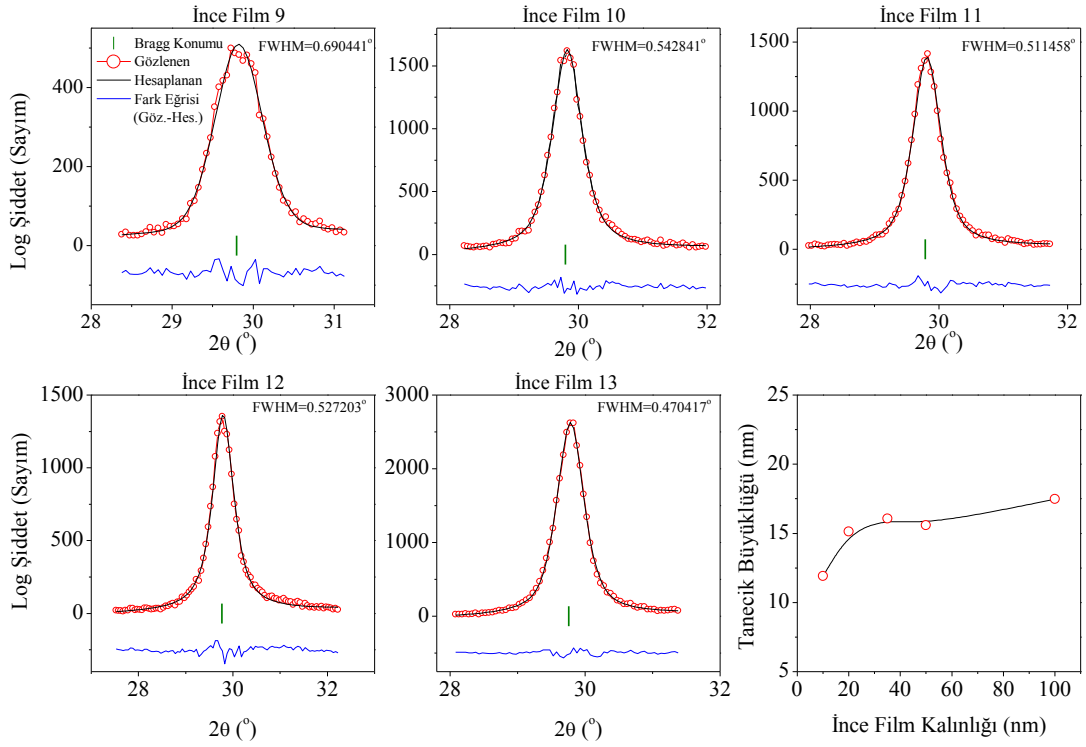 İnce Film 9
FWHM=0.690441°
Bragg Konumu
Gözlenen
Hesaplanan
Fark Eğrisi
(Göz.-Hes.)
400
200
0
28
29
30
31
2θ (°)
Log Şiddet (Sayım)
İnce Film 10
FWHM=0.542841°
1500
1000
500
0
28
30
32
2θ (°)
İnce Film 11
FWHM=0.511458°
1500
1000
500
0
28
30
32
2θ (°)
İnce Film 12
FWHM=0.527203°
1500
1000
500
0
28
30
32
2θ (°)
Log Şiddet (Sayım)
İnce Film 13
FWHM=0.470417°
3000
2000
1000
0
28
30
32
2θ (°)
25
20
15
10
5
0
20
40
60
80
100
Tanecik Büyüklüğü (nm)
İnce Film Kalınlığı (nm)